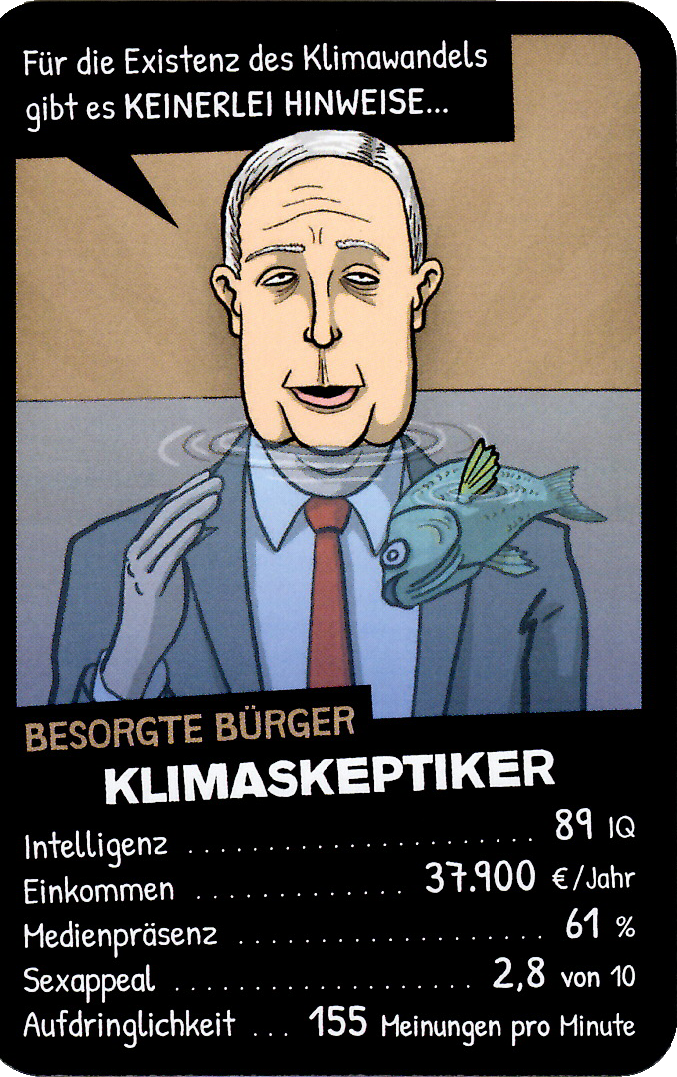 Für die Existenz des Klimawandels
gibt es KEINERLEI HINWEISE...
BESORGTE BÜRGER
KLIMASKEPTIKER
Intelligenz ...................... 89 IQ
Einkommen ............. 37.900 €/Jahr
Medienpräsenz ................... 61 %
Sexappeal ................... 2,8 von 10
Aufdringlichkeit ... 155 Meinungen pro Minute